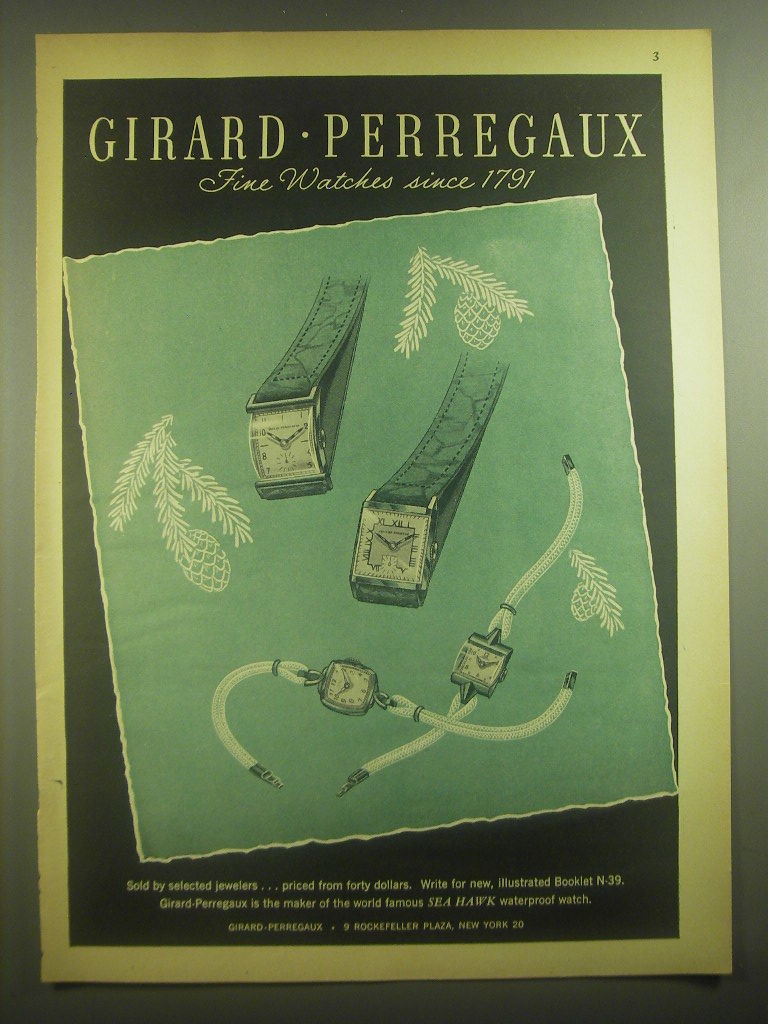 3
GIRARD · PERREGAUX
Fine Watches since 1791
Sold by selected jewelers . . . priced from forty dollars. Write for new, illustrated Booklet N-39.
Girard-Perregaux is the maker of the world famous SEA HAWK waterproof watch.
GIRARD-PERREGAUX • 9 ROCKEFELLER PLAZA, NEW YORK 20